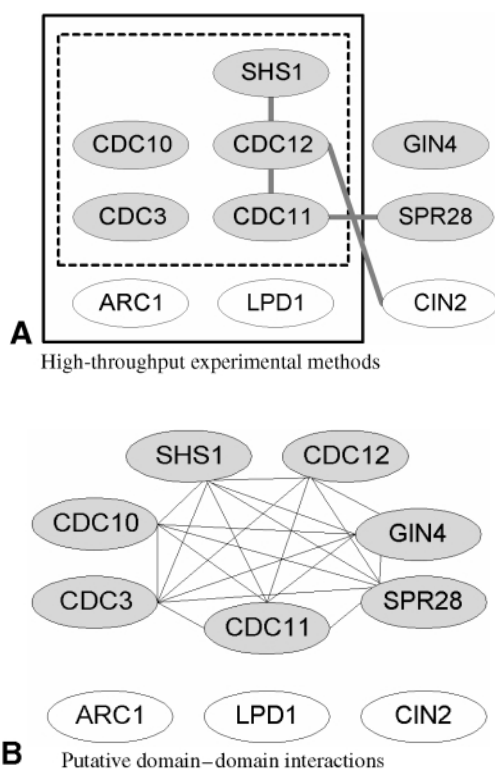 SHS1
CDC10 CDC12 GIN4
CDC3 CDC11 SPR28
ARC1 LPD1 CIN2
A
High-throughput experimental methods
SHS1 CDC12
CDC10 GIN4
CDC3 CDC11 SPR28
ARC1 LPD1 CIN2
B
Putative domain–domain interactions